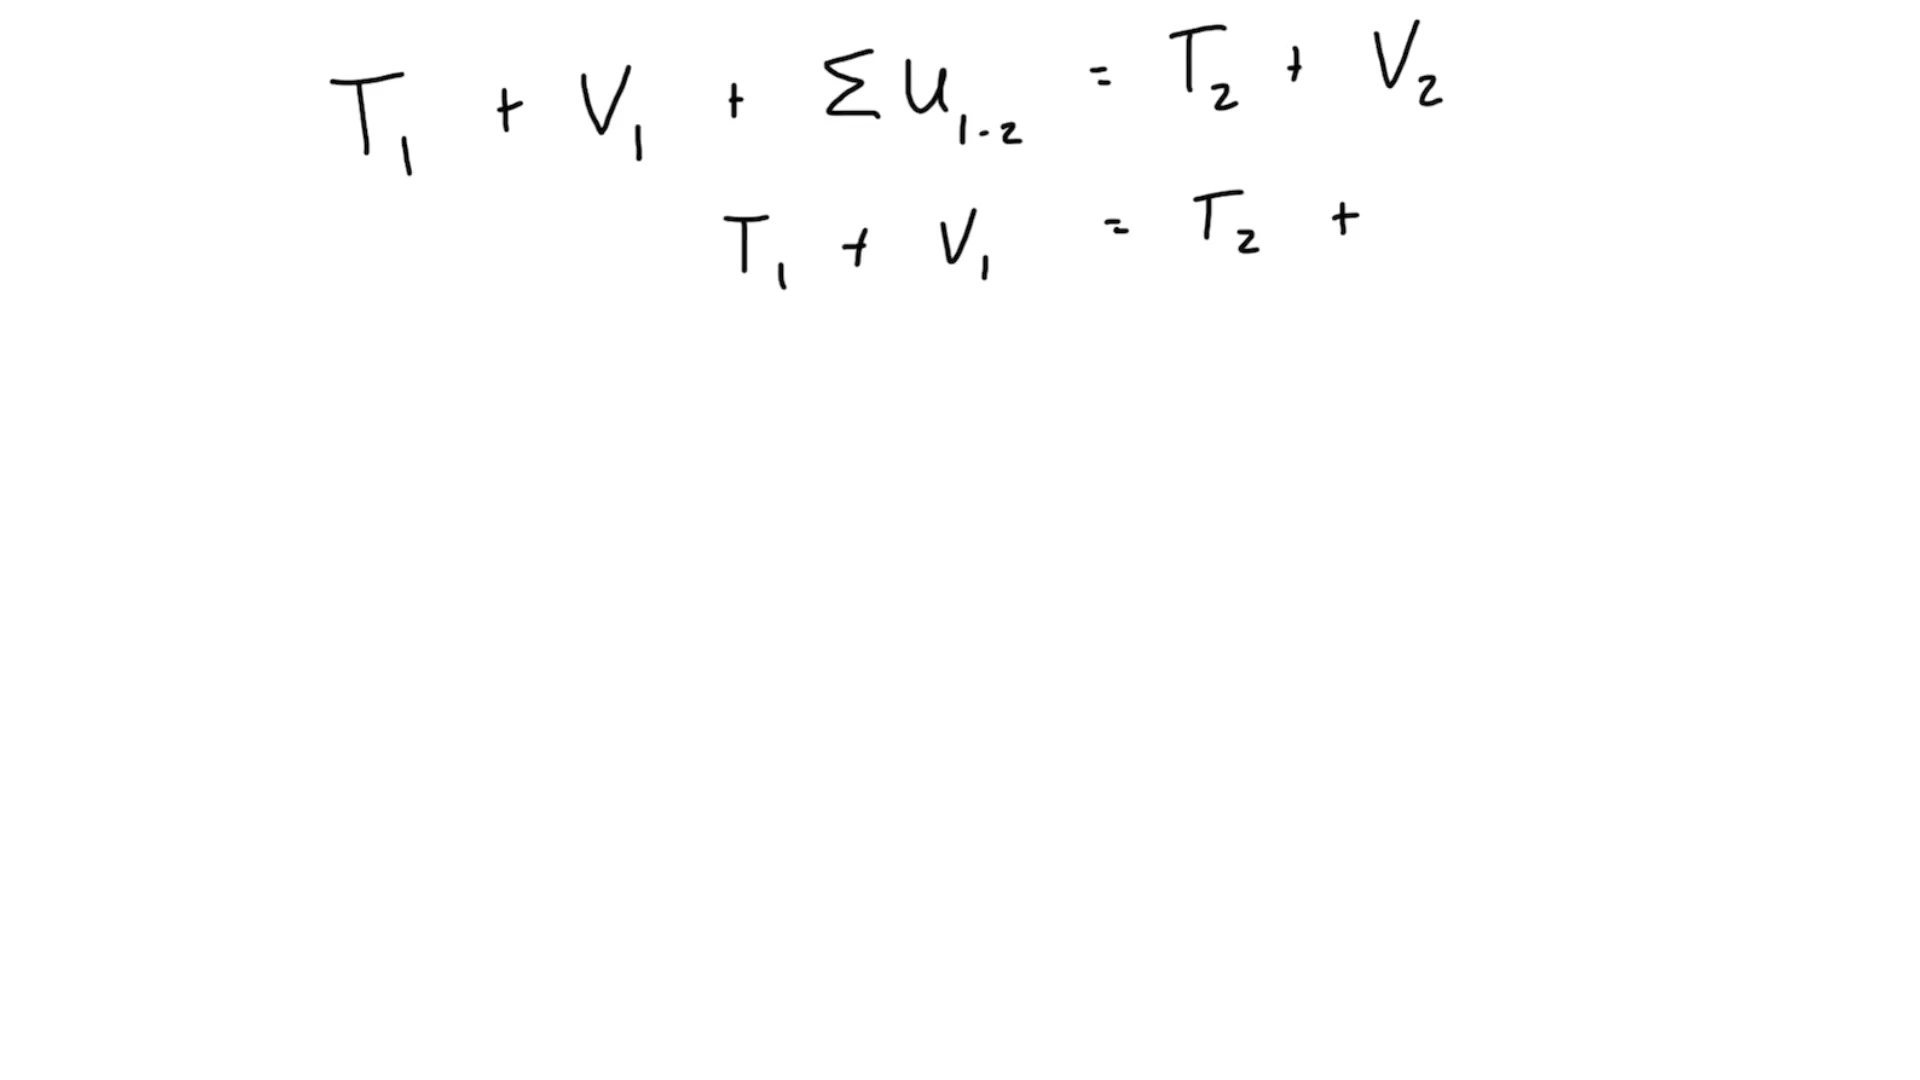 T₁ + V₁ + ΣU₁₋₂ = T₂ + V₂
T₁ + V₁ = T₂ +